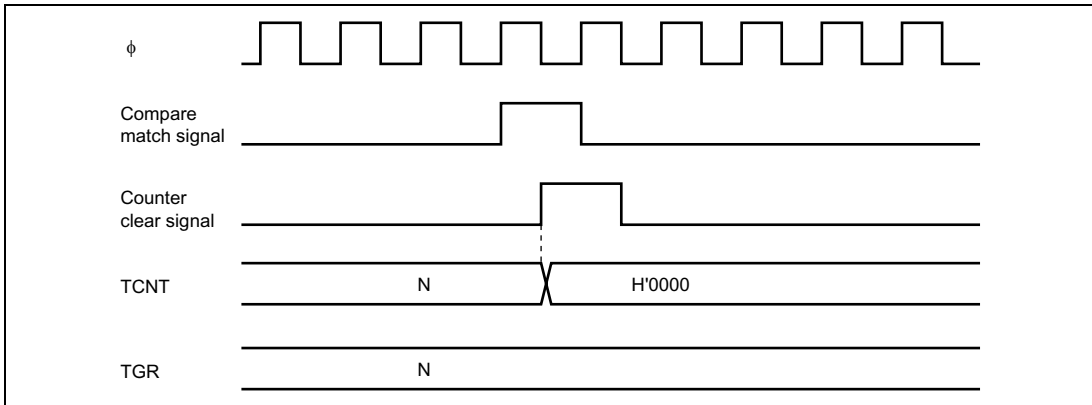 ϕ
Compare
match signal
Counter
clear signal
TCNT
N
H'0000
TGR
N